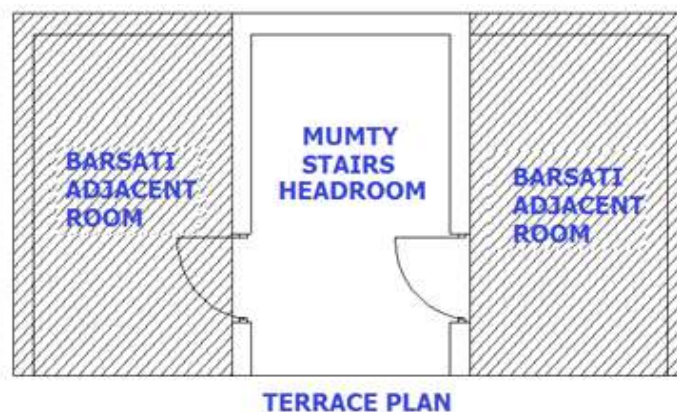 BARSATI
ADJACENT
ROOM
MUMTY
STAIRS
HEADROOM
BARSATI
ADJACENT
ROOM
TERRACE PLAN